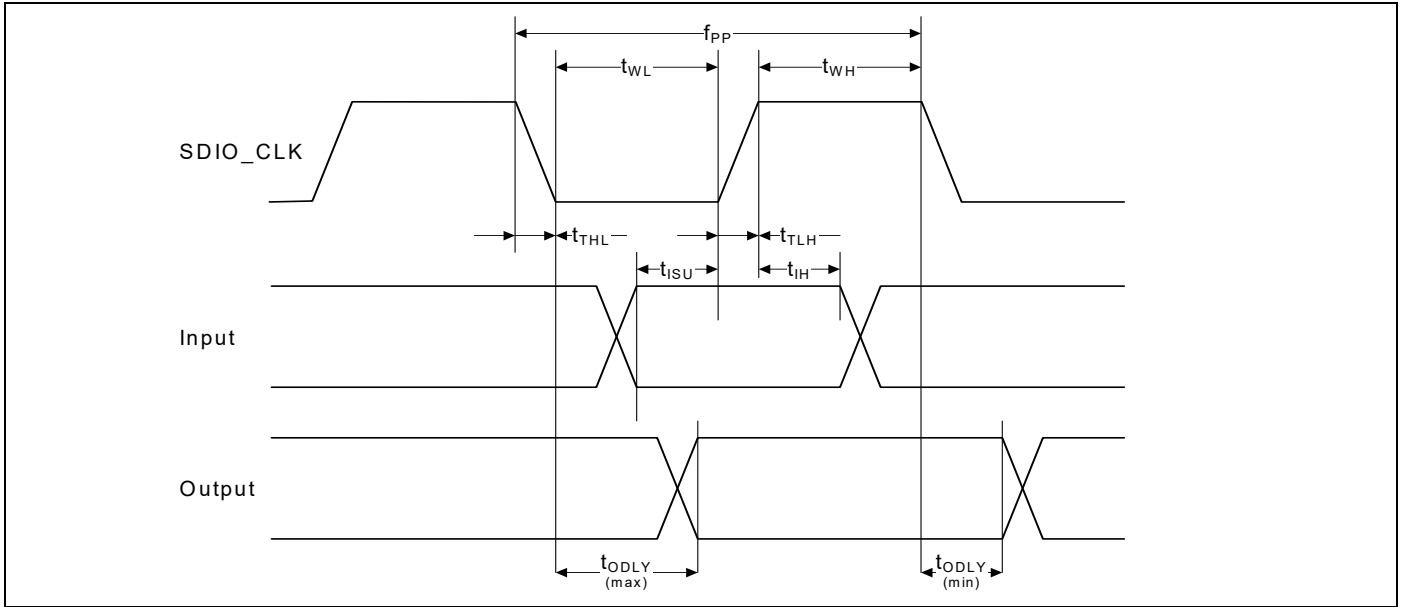 fPP
tWL
tWH
SDIO_CLK
tTHL
tTLH
tISU
tIH
Input
Output
tODLY
(max)
tODLY
(min)